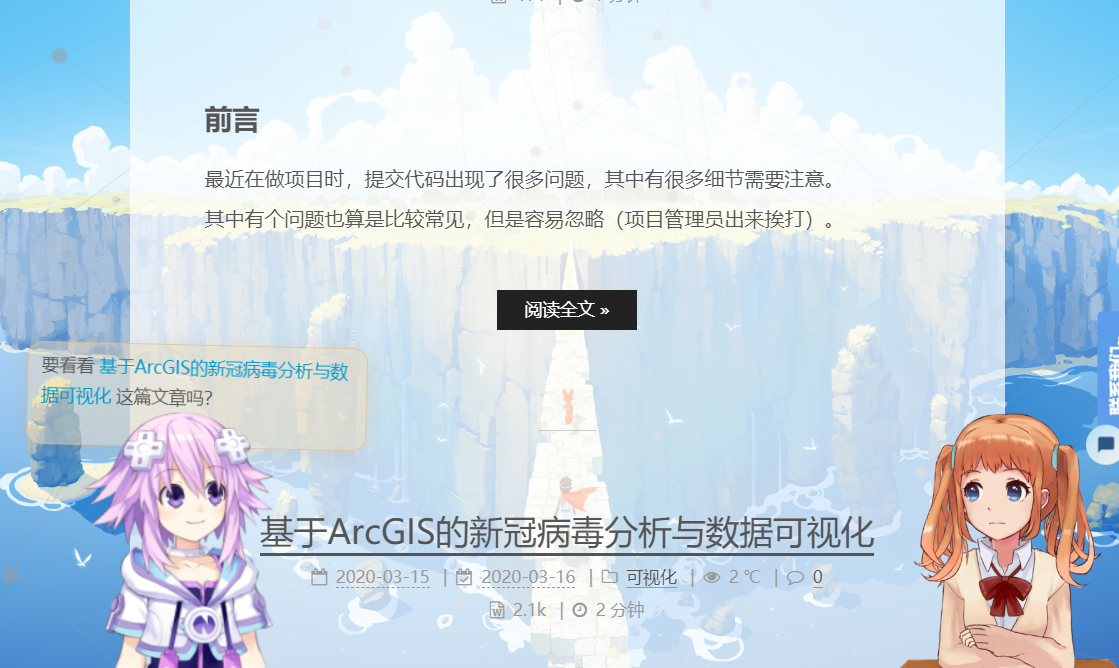 前言
最近在做项目时，提交代码出现了很多问题，其中有很多细节需要注意。
其中有个问题也算是比较常见，但是容易忽略（项目管理员出来挨打）。
阅读全文 »
要看看 基于ArcGIS的新冠病毒分析与数
据可视化 这篇文章吗？
基于ArcGIS的新冠病毒分析与数据可视化
2020-03-15 | 2020-03-16 | 可视化 | 2 ℃ | 0
2.1k | 2 分钟